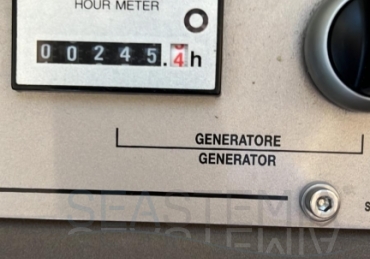 HOUR METER
00245.4h
GENERATORE
GENERATOR
SEASTEMA
S